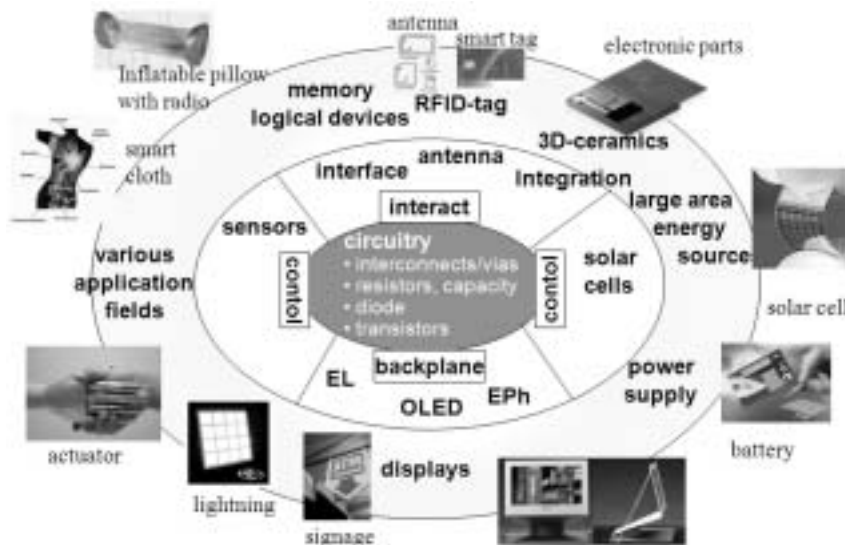 antenna
smart tag
electronic parts
Inflatable pillow
with radio
memory
logical devices
RFID-tag
3D-ceramics
smart
cloth
interface
antenna
Integration
large area
energy
source
sensors
interact
various
application
fields
contol
circuitry
• interconnects/vias
• resistors, capacity
• diode
• transistors
contol
solar
cells
solar cell
backplane
EL
OLED
EPh
power
supply
actuator
lightning
displays
battery
signage